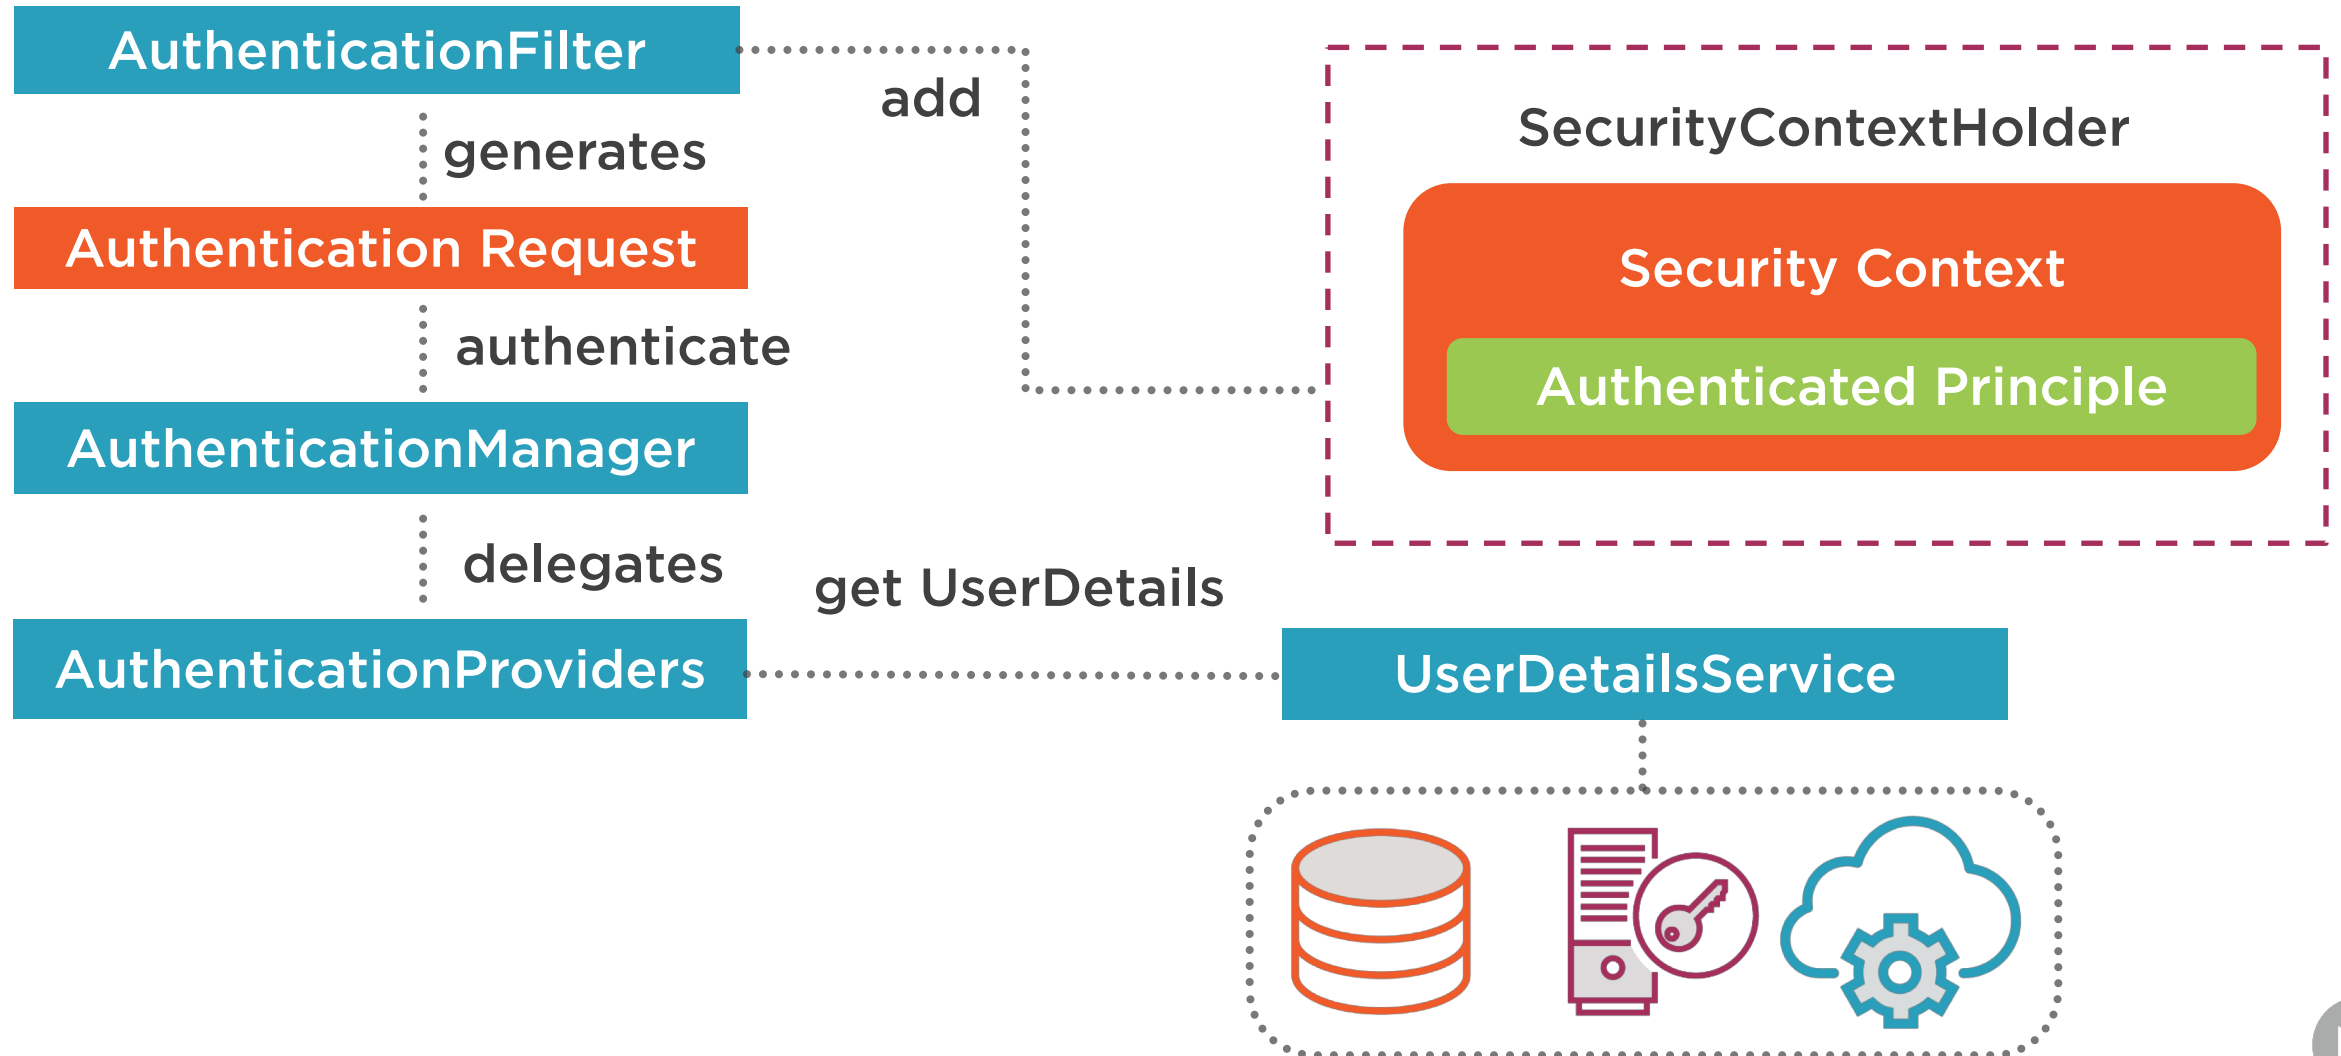 AuthenticationFilter
add
generates
SecurityContextHolder
Authentication Request
Security Context
authenticate
Authenticated Principle
AuthenticationManager
delegates
get UserDetails
AuthenticationProviders
UserDetailsService